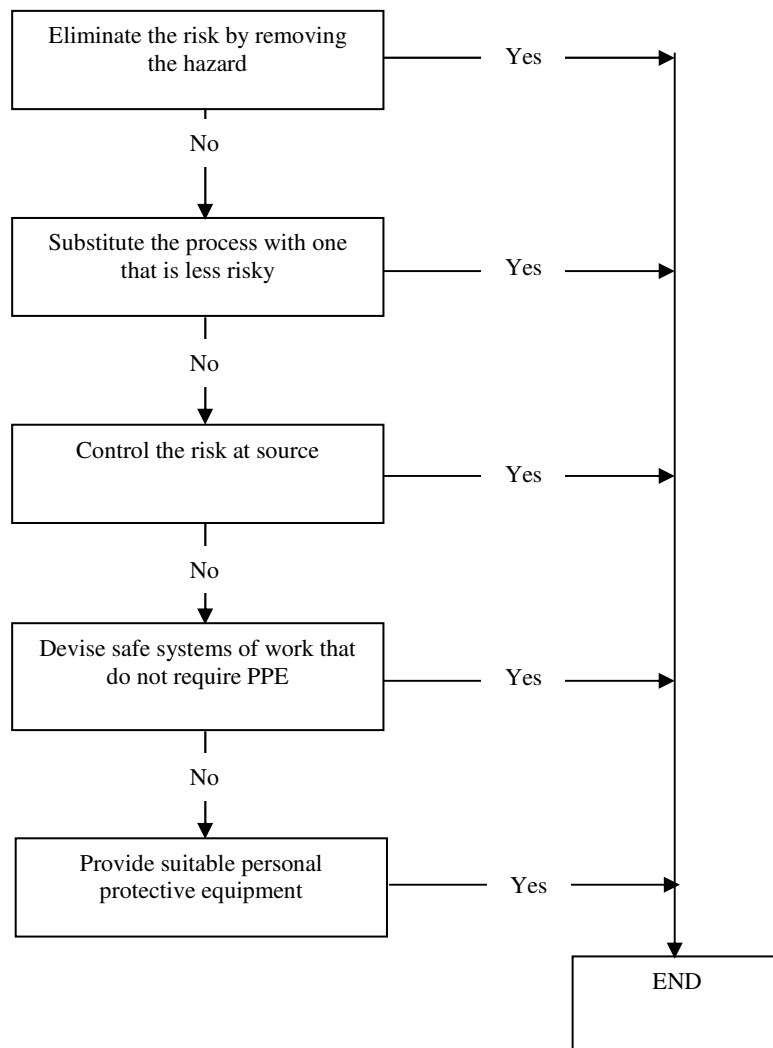 Eliminate the risk by removing
the hazard
Yes
No
Substitute the process with one
that is less risky
Yes
No
Control the risk at source
Yes
No
Devise safe systems of work that
do not require PPE
Yes
No
Provide suitable personal
protective equipment
Yes
END